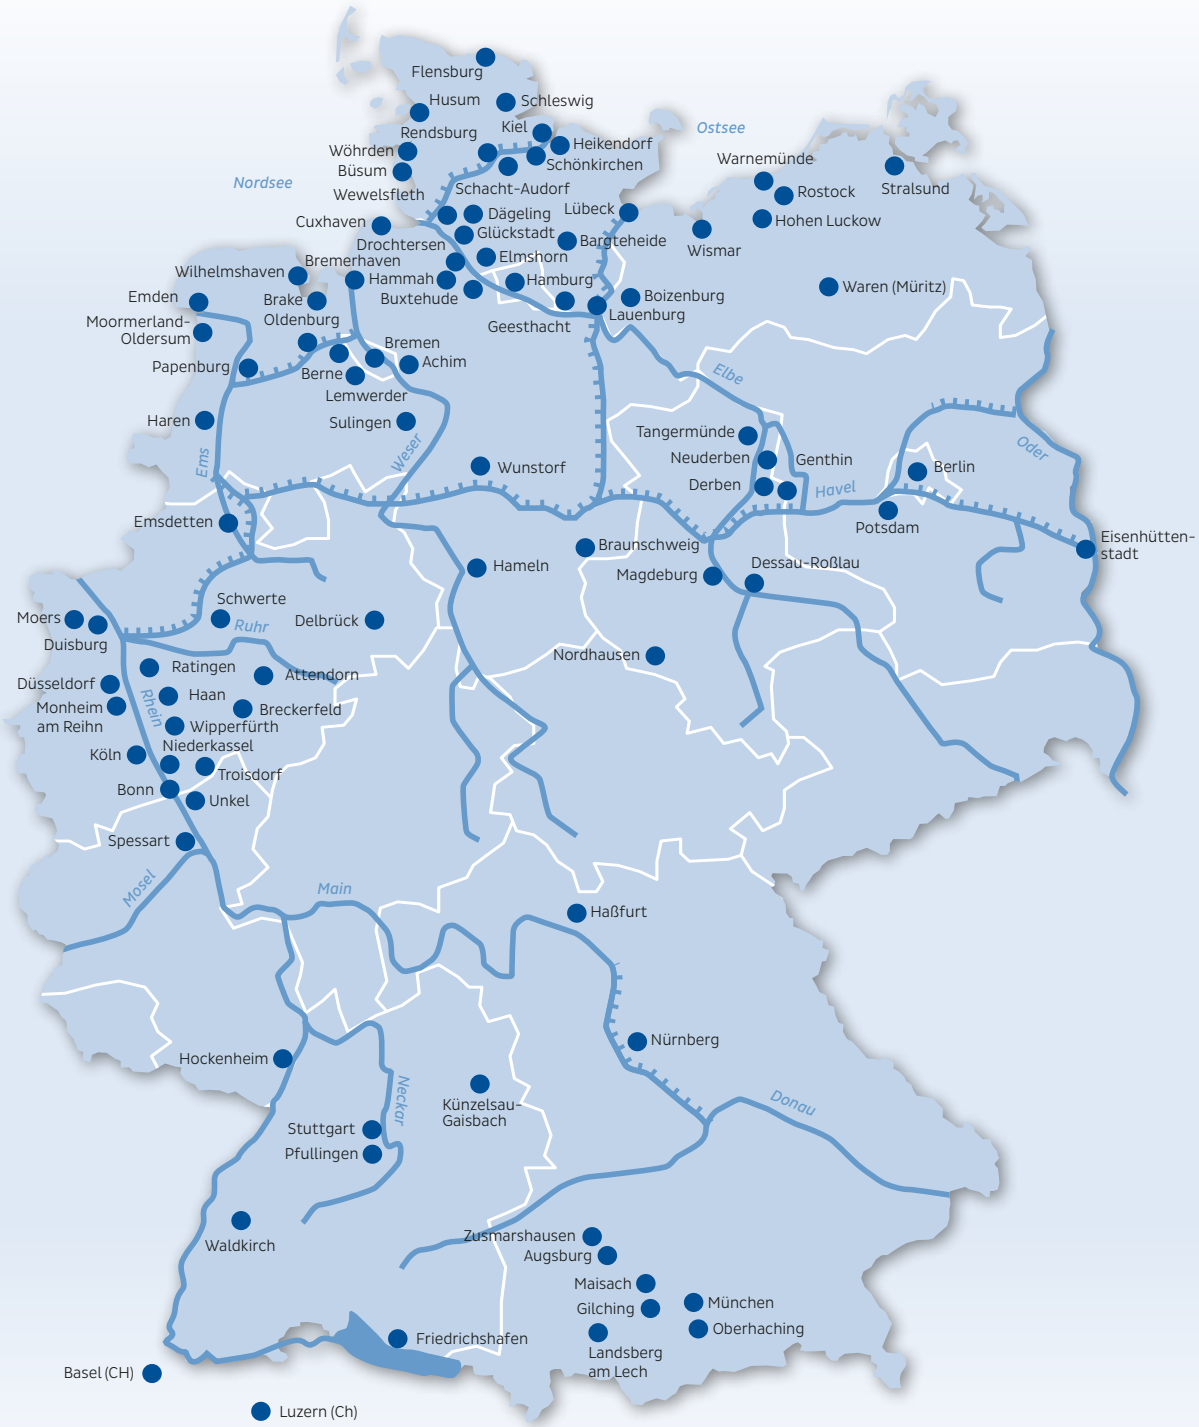 Flensburg
Husum
Schleswig
Rendsburg
Kiel
Ostsee
Heikendorf
Wöhrden
Schönkirchen
Warnemünde
Büsum
Nordsee
Schacht-Audorf
Stralsund
Wewelsfleth
Rostock
Cuxhaven
Dägeling
Lübeck
Hohen Luckow
Glückstadt
Drochtersen
Bargteheide
Wismar
Bremerhaven
Elmshorn
Wilhelmshaven
Hammah
Hamburg
Waren (Müritz)
Emden
Brake
Buxtehude
Boizenburg
Moormerland-
Oldersum
Oldenburg
Geesthacht
Lauenburg
Bremen
Achim
Papenburg
Berne
Elbe
Lemwerder
Haren
Sulingen
Tangermünde
Weser
Oder
Ems
Neuderben
Genthin
Wunstorf
Berlin
Derben
Havel
Emsdetten
Potsdam
Eisenhütten-
stadt
Braunschweig
Hameln
Magdeburg
Dessau-Roßlau
Schwerte
Moers
Ruhr
Delbrück
Duisburg
Nordhausen
Ratingen
Attendorn
Düsseldorf
Haan
Rhein
Monheim
am Reihn
Breckerfeld
Wipperfürth
Köln
Niederkassel
Troisdorf
Bonn
Unkel
Spessart
Mosel
Main
Haßfurt
Nürnberg
Hockenheim
Neckar
Künzelsau-
Gaisbach
Donau
Stuttgart
Pfullingen
Waldkirch
Zusmarshausen
Augsburg
Maisach
Gilching
München
Oberhaching
Friedrichshafen
Landsberg
am Lech
Basel (CH)
Luzern (Ch)